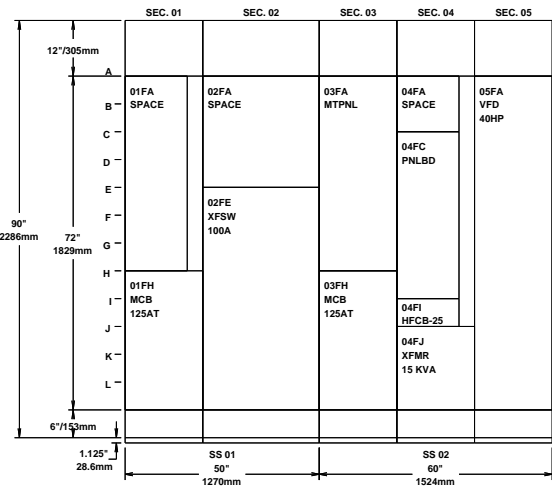 SEC. 01 SEC. 02 SEC. 03 SEC. 04 SEC. 05
12"/305mm
A
01FA 02FA 03FA 04FA 05FA
B SPACE SPACE MTPNL SPACE VFD
40HP
C
04FC
PNLBD
D
E
02FE
F XFSW
100A
90"
2286mm
72"
1829mm
G
H
01FH 03FH
I MCB MCB
125AT 125AT
04FI
HFCB-25
J
04FJ
K XFMR
15 KVA
L
6"/153mm
1.125"
28.6mm
SS 01 SS 02
50" 60"
1270mm 1524mm